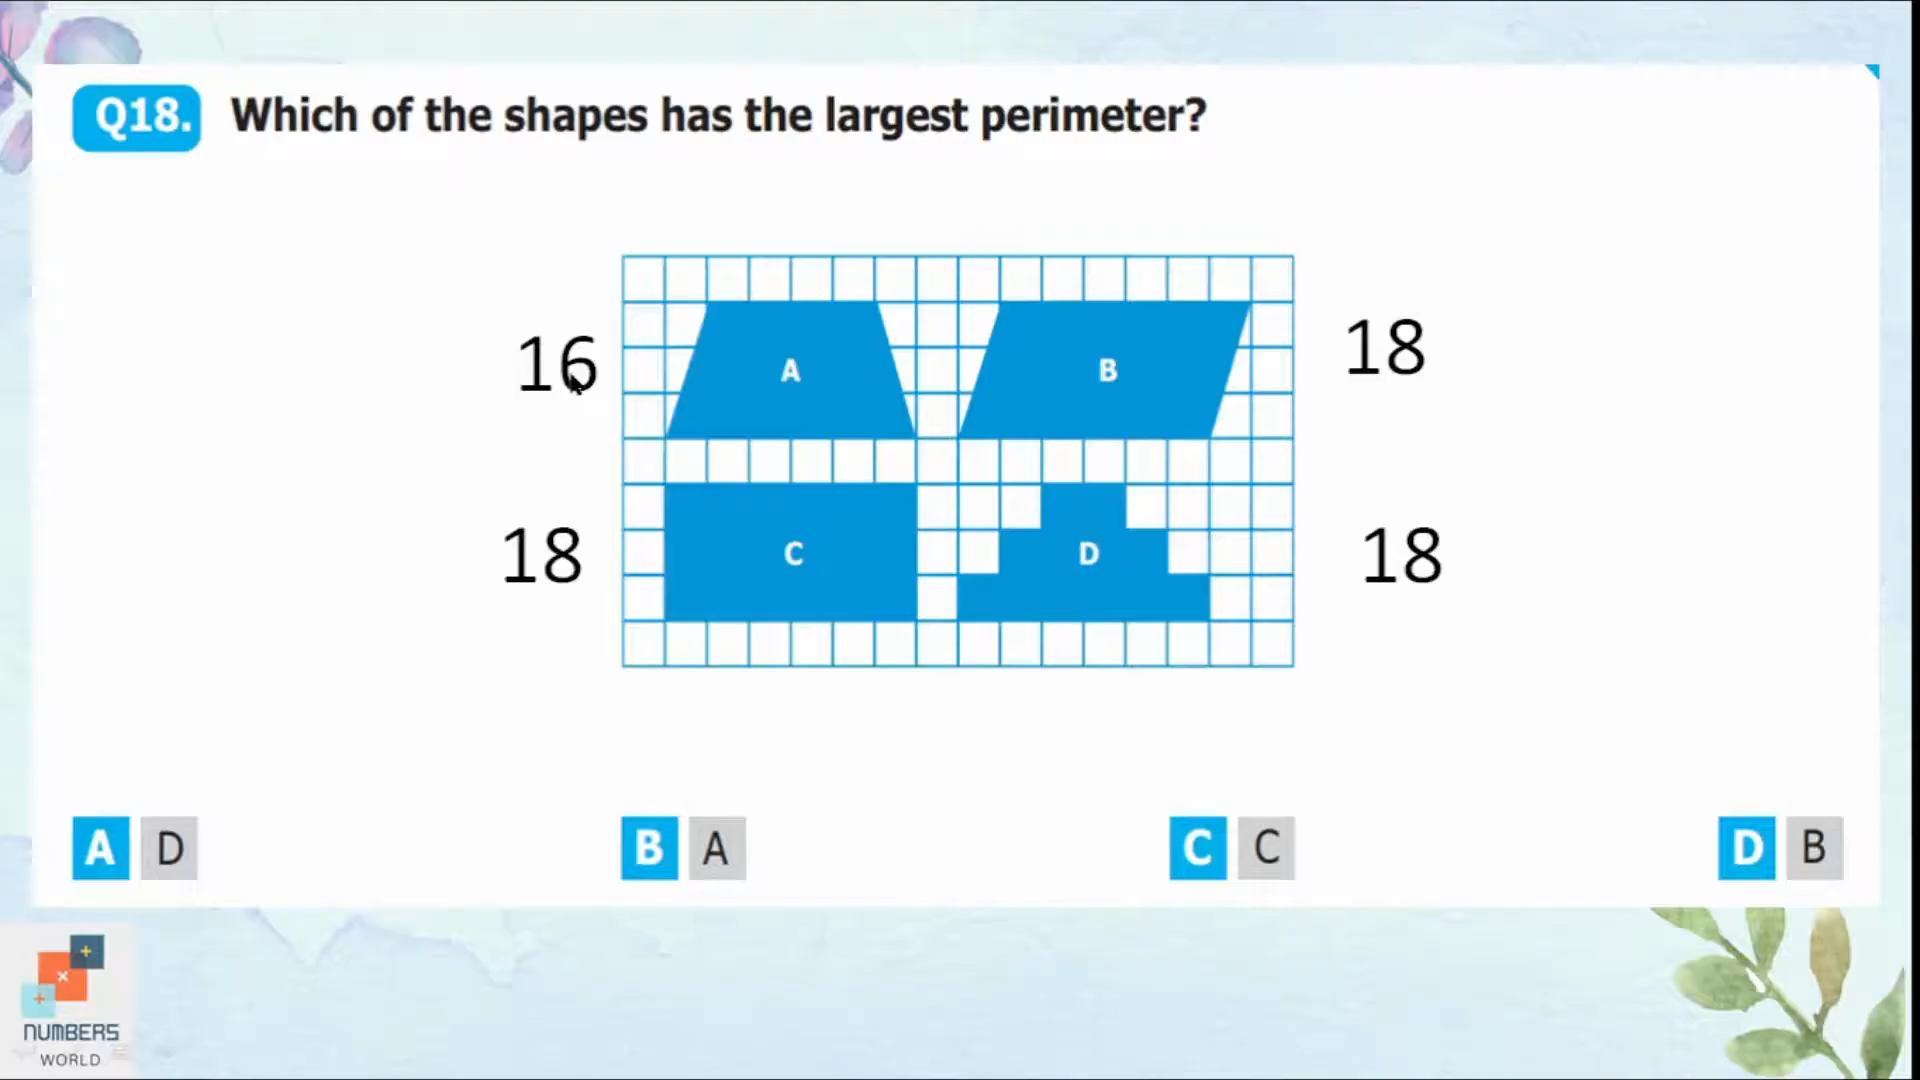 Q18. Which of the shapes has the largest perimeter?
16
A
B
18
18
C
D
18
A D
B A
C C
D B
+
×
+
NUMBERS
WORLD